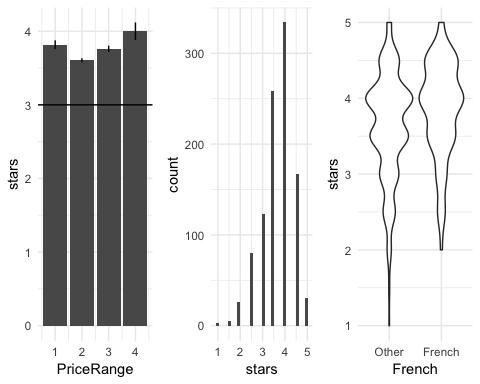 stars
0
1
2
3
4
1 2 3 4
PriceRange
count
0
100
200
300
1 2 3 4 5
stars
stars
1
2
3
4
5
Other French
French